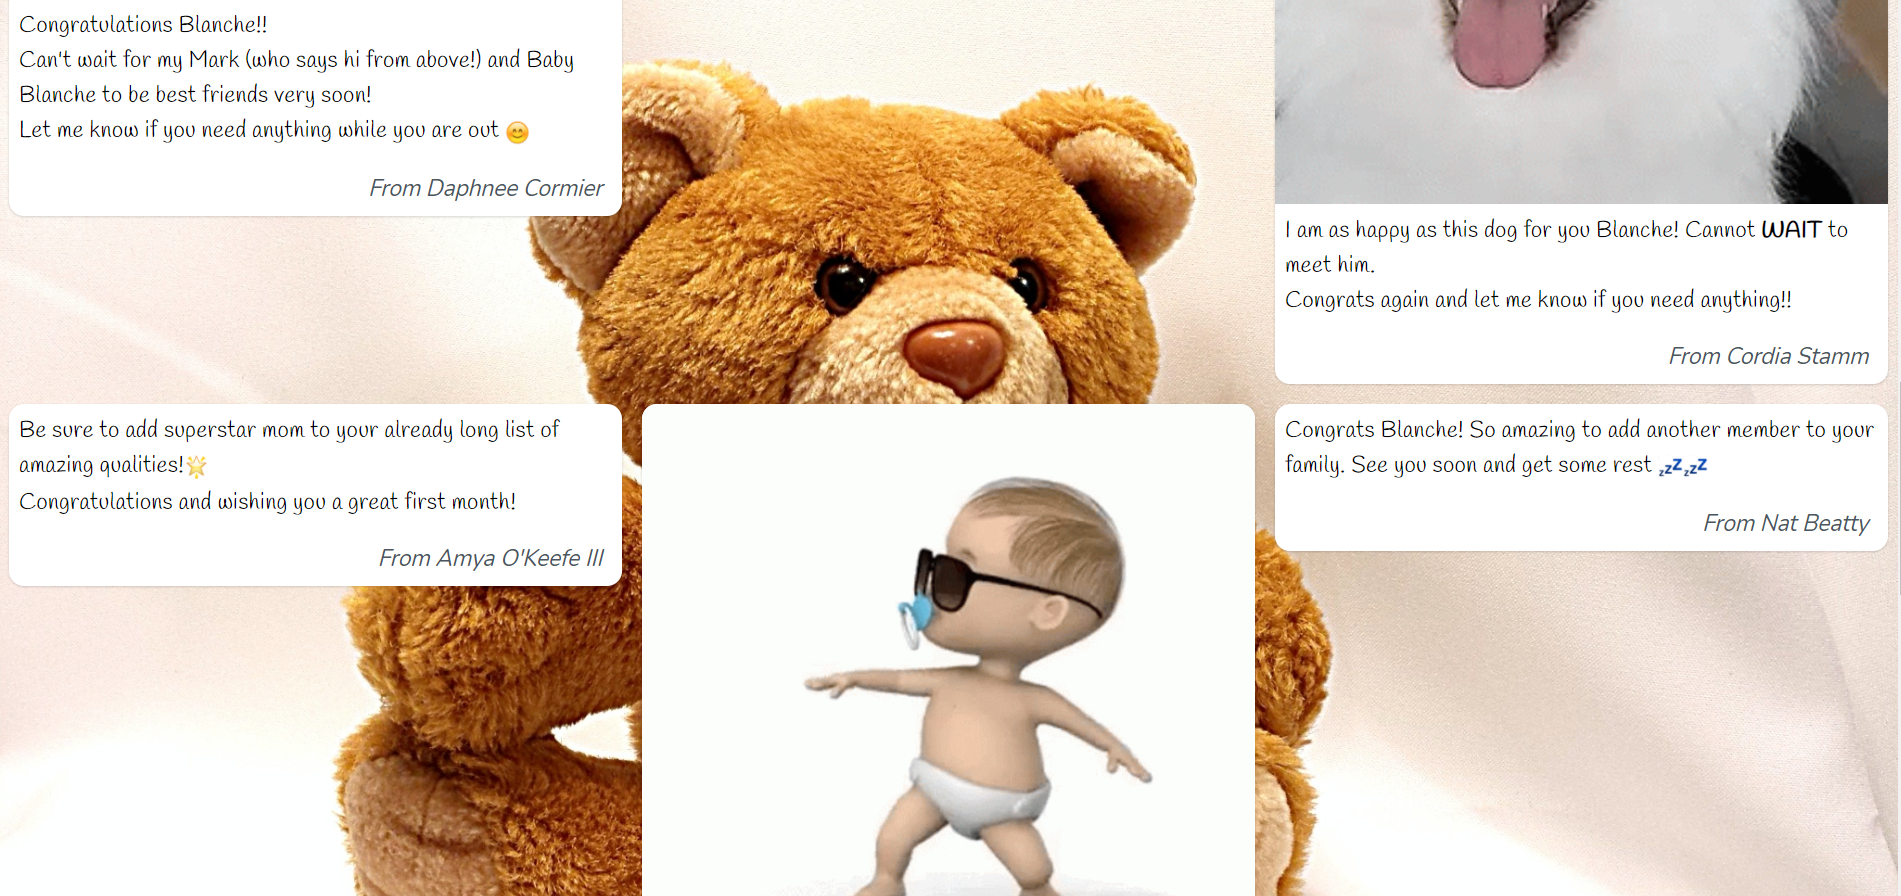 Congratulations Blanche!!
Can't wait for my Mark (who says hi from above!) and Baby
Blanche to be best friends very soon!
Let me know if you need anything while you are out 😊
From Daphnee Cormier
I am as happy as this dog for you Blanche! Cannot WAIT to
meet him.
Congrats again and let me know if you need anything!!
From Cordia Stamm
Be sure to add superstar mom to your already long list of
amazing qualities!🌟
Congratulations and wishing you a great first month!
From Amya O'Keefe III
Congrats Blanche! So amazing to add another member to your
family. See you soon and get some rest 💤💤
From Nat Beatty